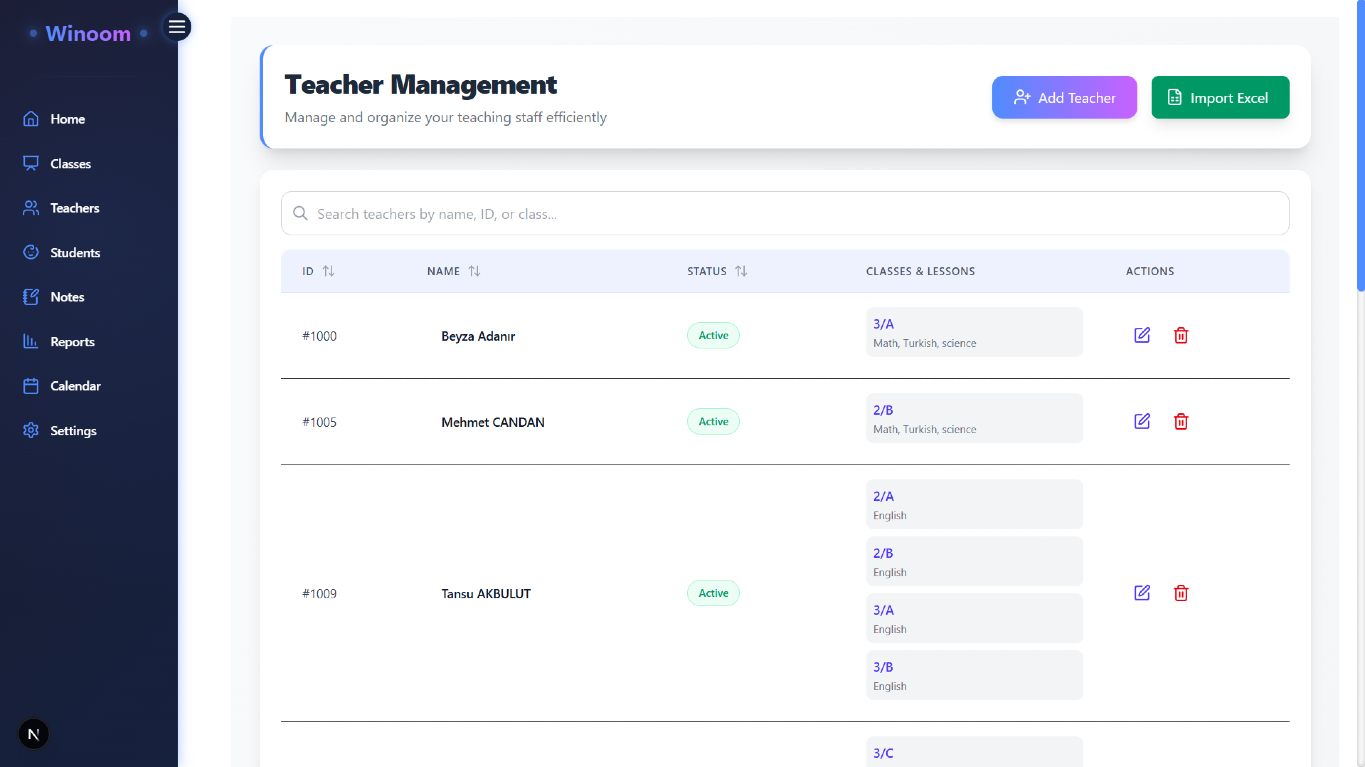 Winoom
Home
Classes
Teachers
Students
Notes
Reports
Calendar
Settings
N
Teacher Management
Manage and organize your teaching staff efficiently
Add Teacher
Import Excel
Search teachers by name, ID, or class...
ID NAME STATUS CLASSES & LESSONS ACTIONS
#1000 Beyza Adanır Active
3/A
Math, Turkish, science
#1005 Mehmet CANDAN Active
2/B
Math, Turkish, science
#1009 Tansu AKBULUT Active
2/A
English
2/B
English
3/A
English
3/B
English
3/C